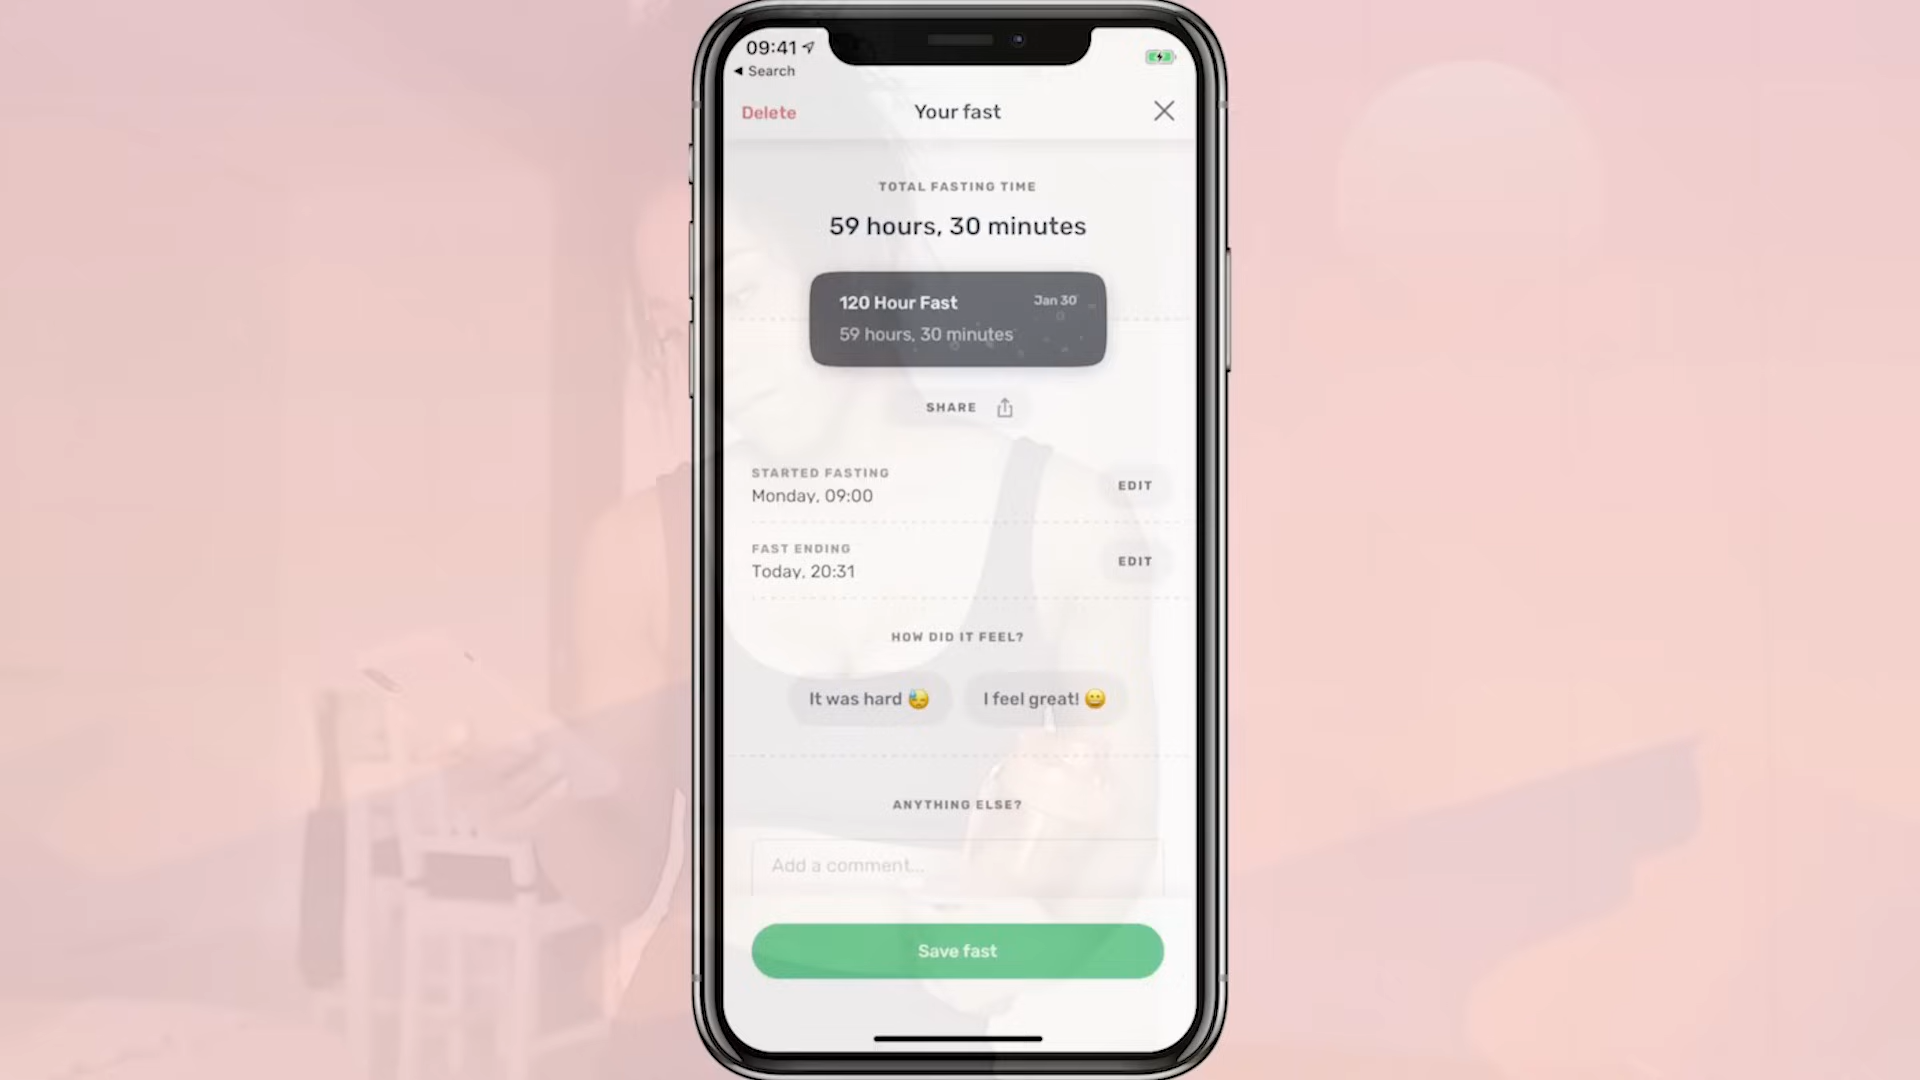 09:41
◀ Search
Delete
Your fast
TOTAL FASTING TIME
59 hours, 30 minutes
120 Hour Fast
Jan 30
59 hours, 30 minutes
SHARE
STARTED FASTING
Monday, 09:00
EDIT
FAST ENDING
Today, 20:31
EDIT
HOW DID IT FEEL?
It was hard 😓
I feel great! 😀
ANYTHING ELSE?
Add a comment...
Save fast